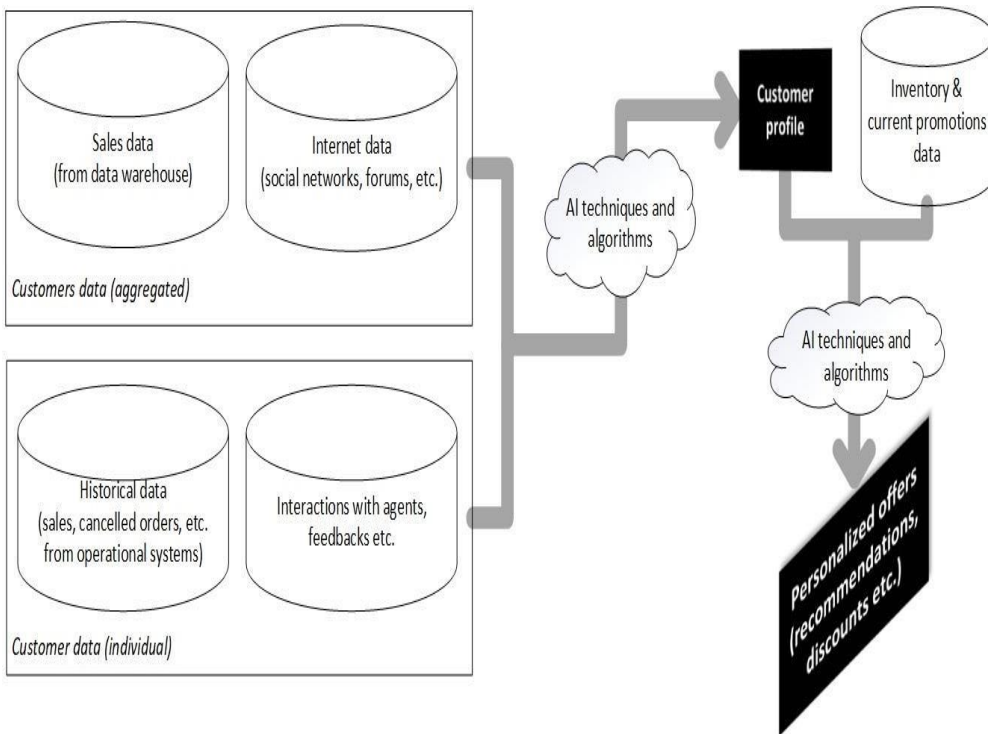 Sales data
(from data warehouse)
Internet data
(social networks, forums, etc.)
Customers data (aggregated)
Historical data
(sales, cancelled orders, etc.
from operational systems)
Interactions with agents,
feedbacks etc.
Customer data (individual)
AI techniques and
algorithms
Customer
profile
Inventory &
current promotions
data
AI techniques and
algorithms
Personalized offers
(recommendations,
discounts etc.)